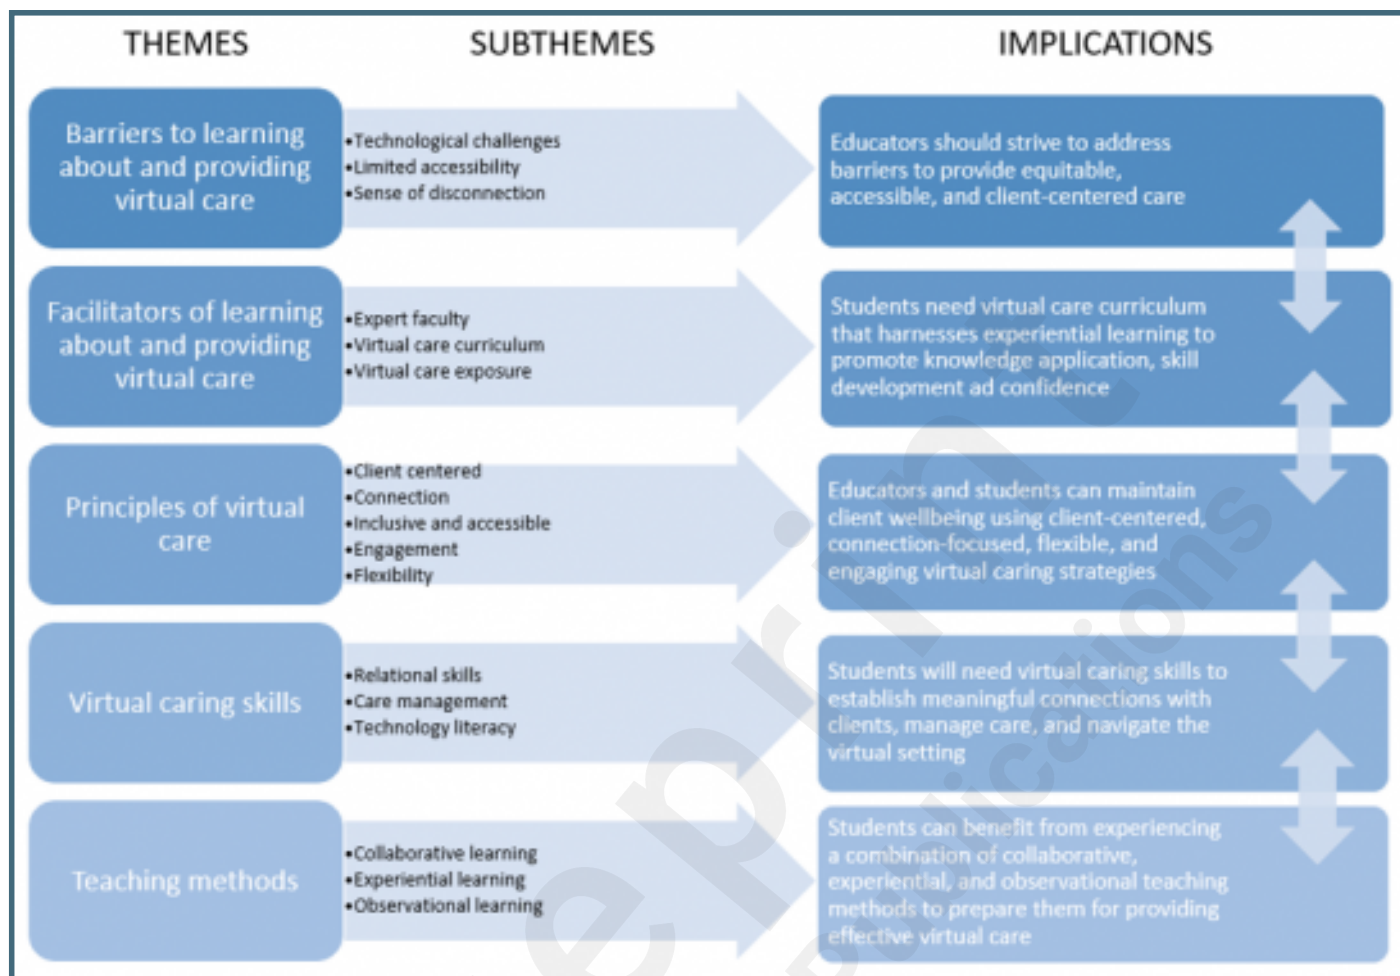 THEMES
SUBTHEMES
IMPLICATIONS
Barriers to learning
about and providing
virtual care
•Technological challenges
•Limited accessibility
•Sense of disconnection
Educators should strive to address
barriers to provide equitable,
accessible, and client-centered care
Facilitators of learning
about and providing
virtual care
•Expert faculty
•Virtual care curriculum
•Virtual care exposure
Students need virtual care curriculum
that harnesses experiential learning to
promote knowledge application, skill
development ad confidence
Principles of virtual
care
•Client centered
•Connection
•Inclusive and accessible
•Engagement
•Flexibility
Educators and students can maintain
client wellbeing using client-centered,
connection-focused, flexible, and
engaging virtual caring strategies
Virtual caring skills
•Relational skills
•Care management
•Technology literacy
Students will need virtual caring skills to
establish meaningful connections with
clients, manage care, and navigate the
virtual setting
Teaching methods
•Collaborative learning
•Experiential learning
•Observational learning
Students can benefit from experiencing
a combination of collaborative,
experiential, and observational teaching
methods to prepare them for providing
effective virtual care
eprint
Publications